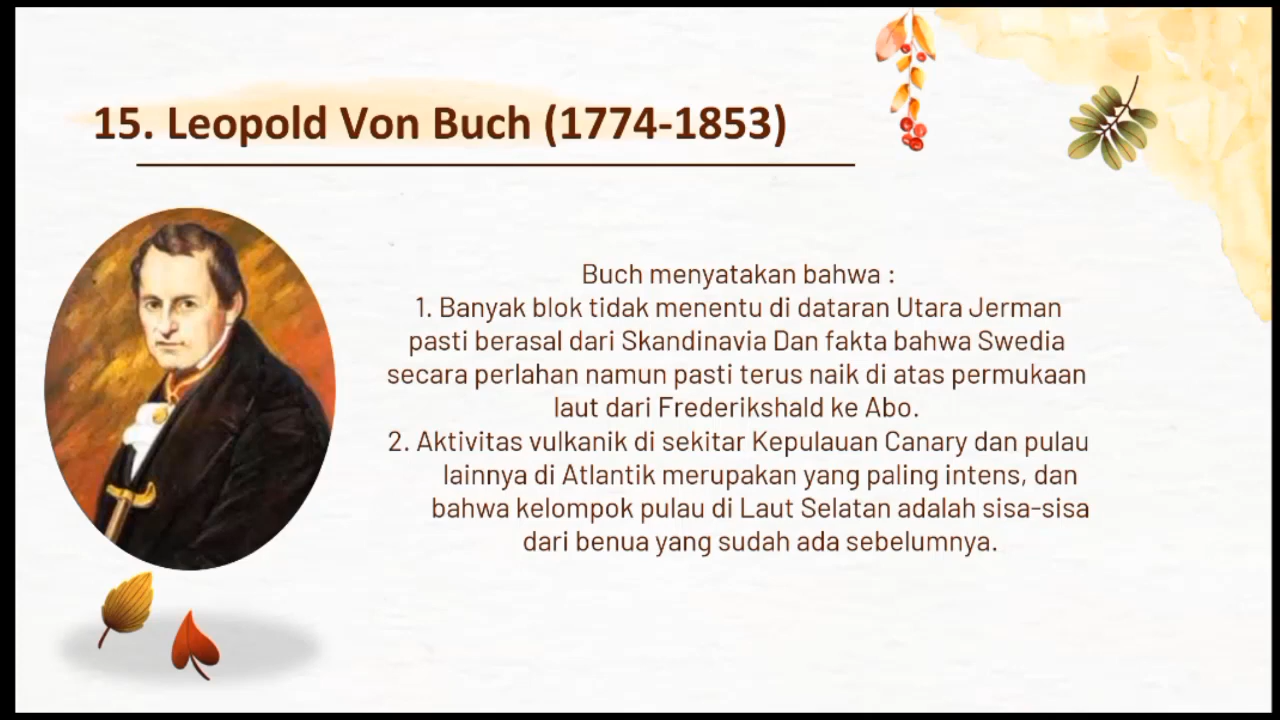 15. Leopold Von Buch (1774-1853)
Buch menyatakan bahwa :
1. Banyak blok tidak menentu di dataran Utara Jerman
pasti berasal dari Skandinavia Dan fakta bahwa Swedia
secara perlahan namun pasti terus naik di atas permukaan
laut dari Frederikshald ke Abo.
2. Aktivitas vulkanik di sekitar Kepulauan Canary dan pulau
lainnya di Atlantik merupakan yang paling intens, dan
bahwa kelompok pulau di Laut Selatan adalah sisa-sisa
dari benua yang sudah ada sebelumnya.